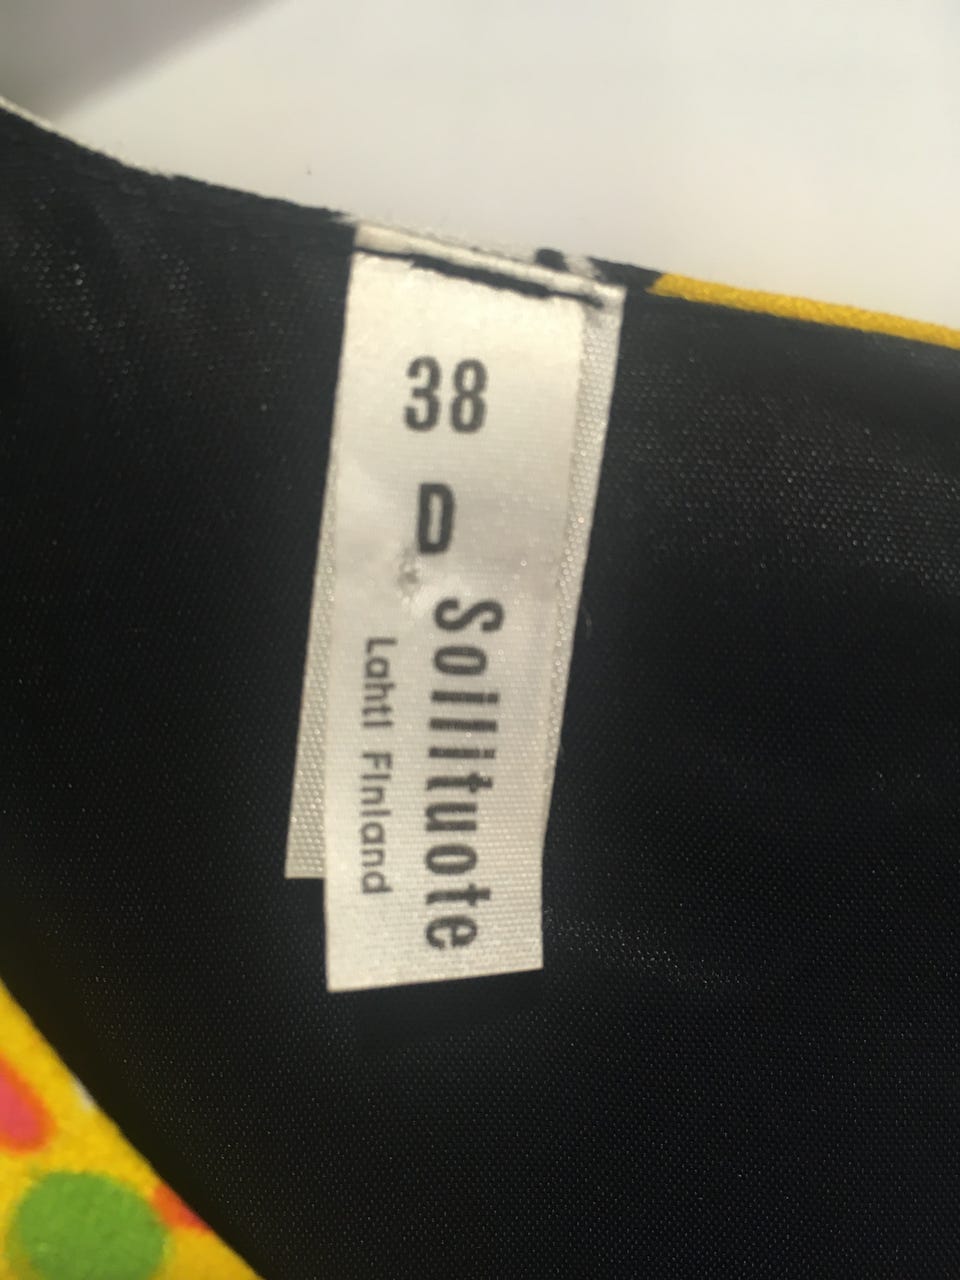 38
D
Soilituote
Lahti Finland